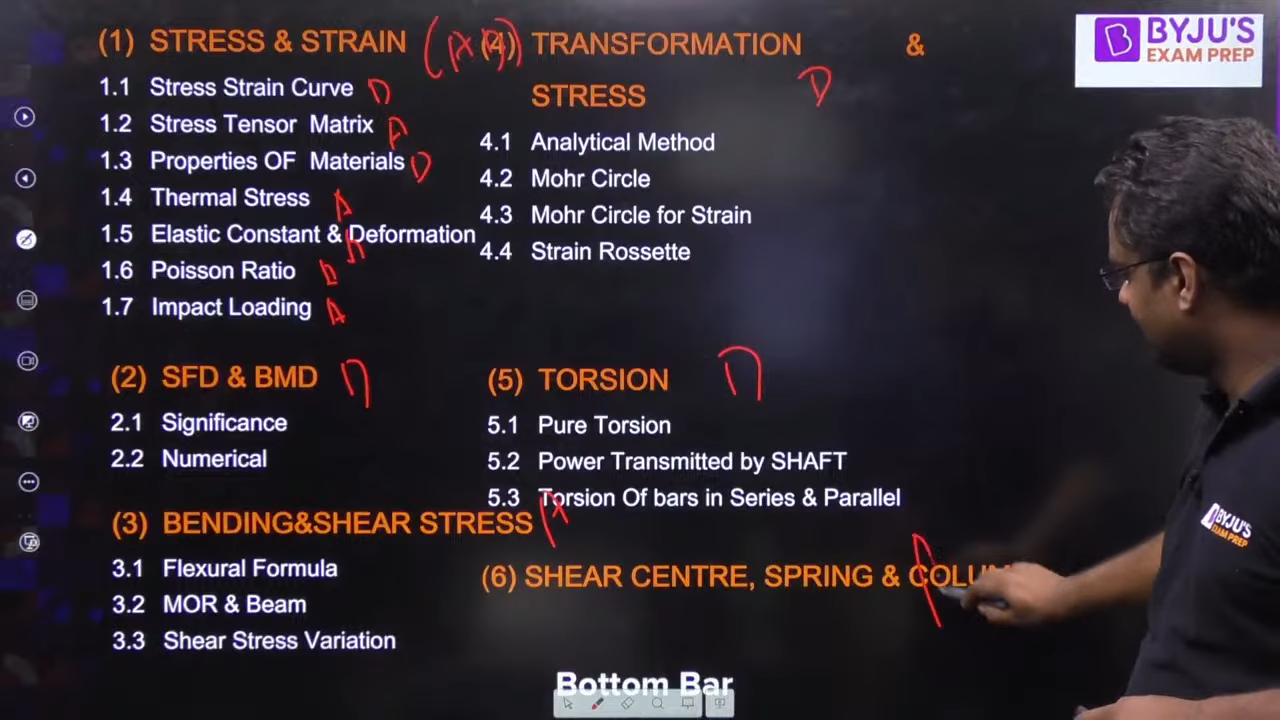 (1) STRESS & STRAIN
1.1 Stress Strain Curve
1.2 Stress Tensor Matrix
1.3 Properties OF Materials
1.4 Thermal Stress
1.5 Elastic Constant & Deformation
1.6 Poisson Ratio
1.7 Impact Loading
(2) SFD & BMD
2.1 Significance
2.2 Numerical
(3) BENDING&SHEAR STRESS
3.1 Flexural Formula
3.2 MOR & Beam
3.3 Shear Stress Variation
(4) TRANSFORMATION &
STRESS
4.1 Analytical Method
4.2 Mohr Circle
4.3 Mohr Circle for Strain
4.4 Strain Rossette
(5) TORSION
5.1 Pure Torsion
5.2 Power Transmitted by SHAFT
5.3 Torsion Of bars in Series & Parallel
(6) SHEAR CENTRE, SPRING &
BYJU'S
EXAM PREP
BYJU'S
EXAM PREP
Bottom Bar